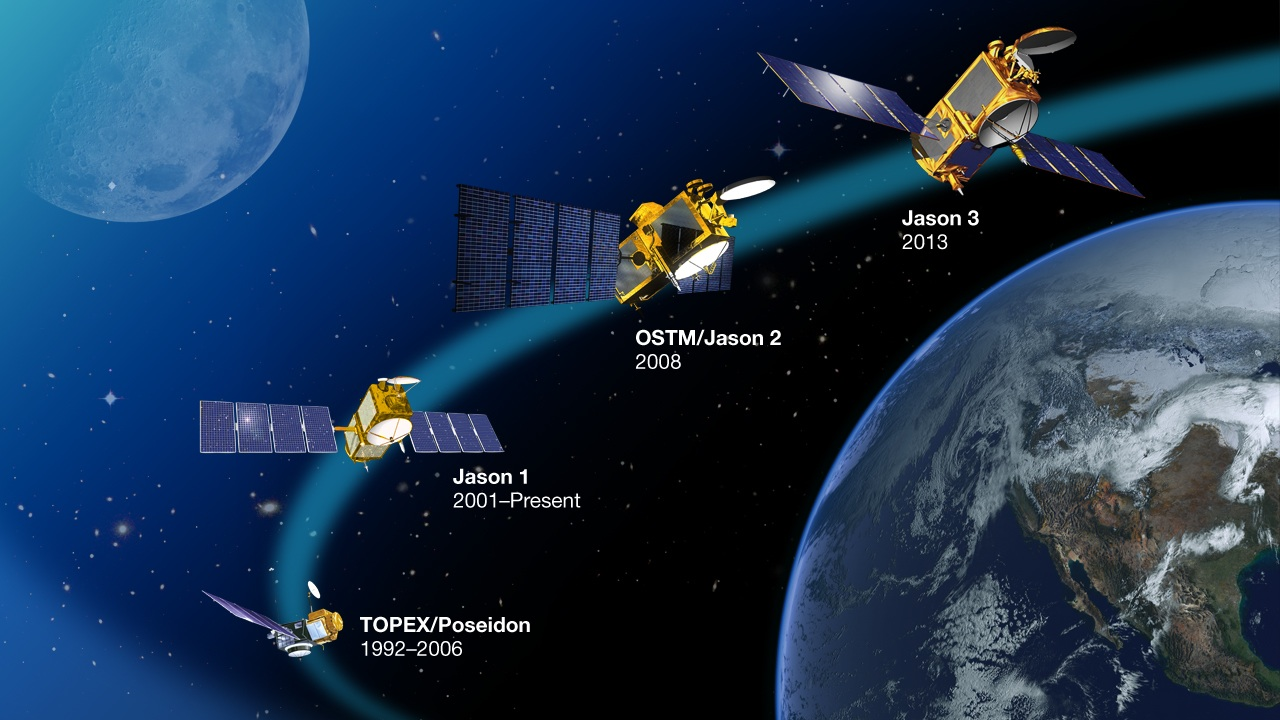 Jason 3
2013
OSTM/Jason 2
2008
Jason 1
2001–Present
TOPEX/Poseidon
1992–2006